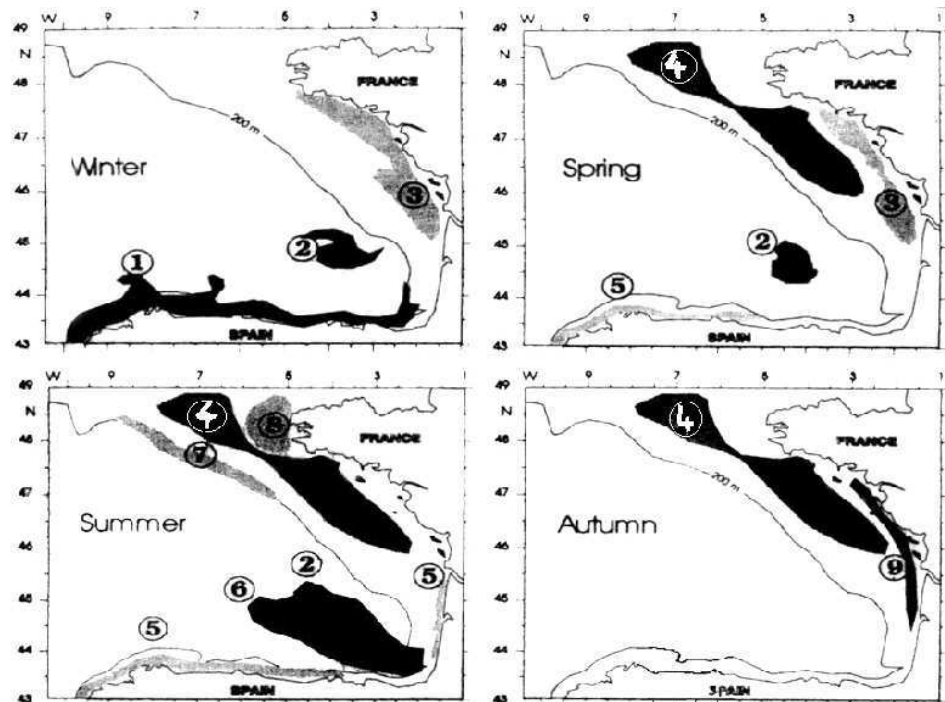 W 9 7 5 3 1
49
N
48
47
46
45
44
43
FRANCE
200 m
Winter
3
2
1
SPAIN
W 9 7 5 3 1
49
N
48
47
46
45
44
43
4
FRANCE
200 m
Spring
3
2
5
SPAIN
W 9 7 5 3 1
49
N
48
47
46
45
44
43
4
8
FRANCE
7
Summer
2
5
6
5
SPAIN
W 9 7 5 3 1
49
N
48
47
46
45
44
43
4
FRANCE
200 m
Autumn
9
SPAIN